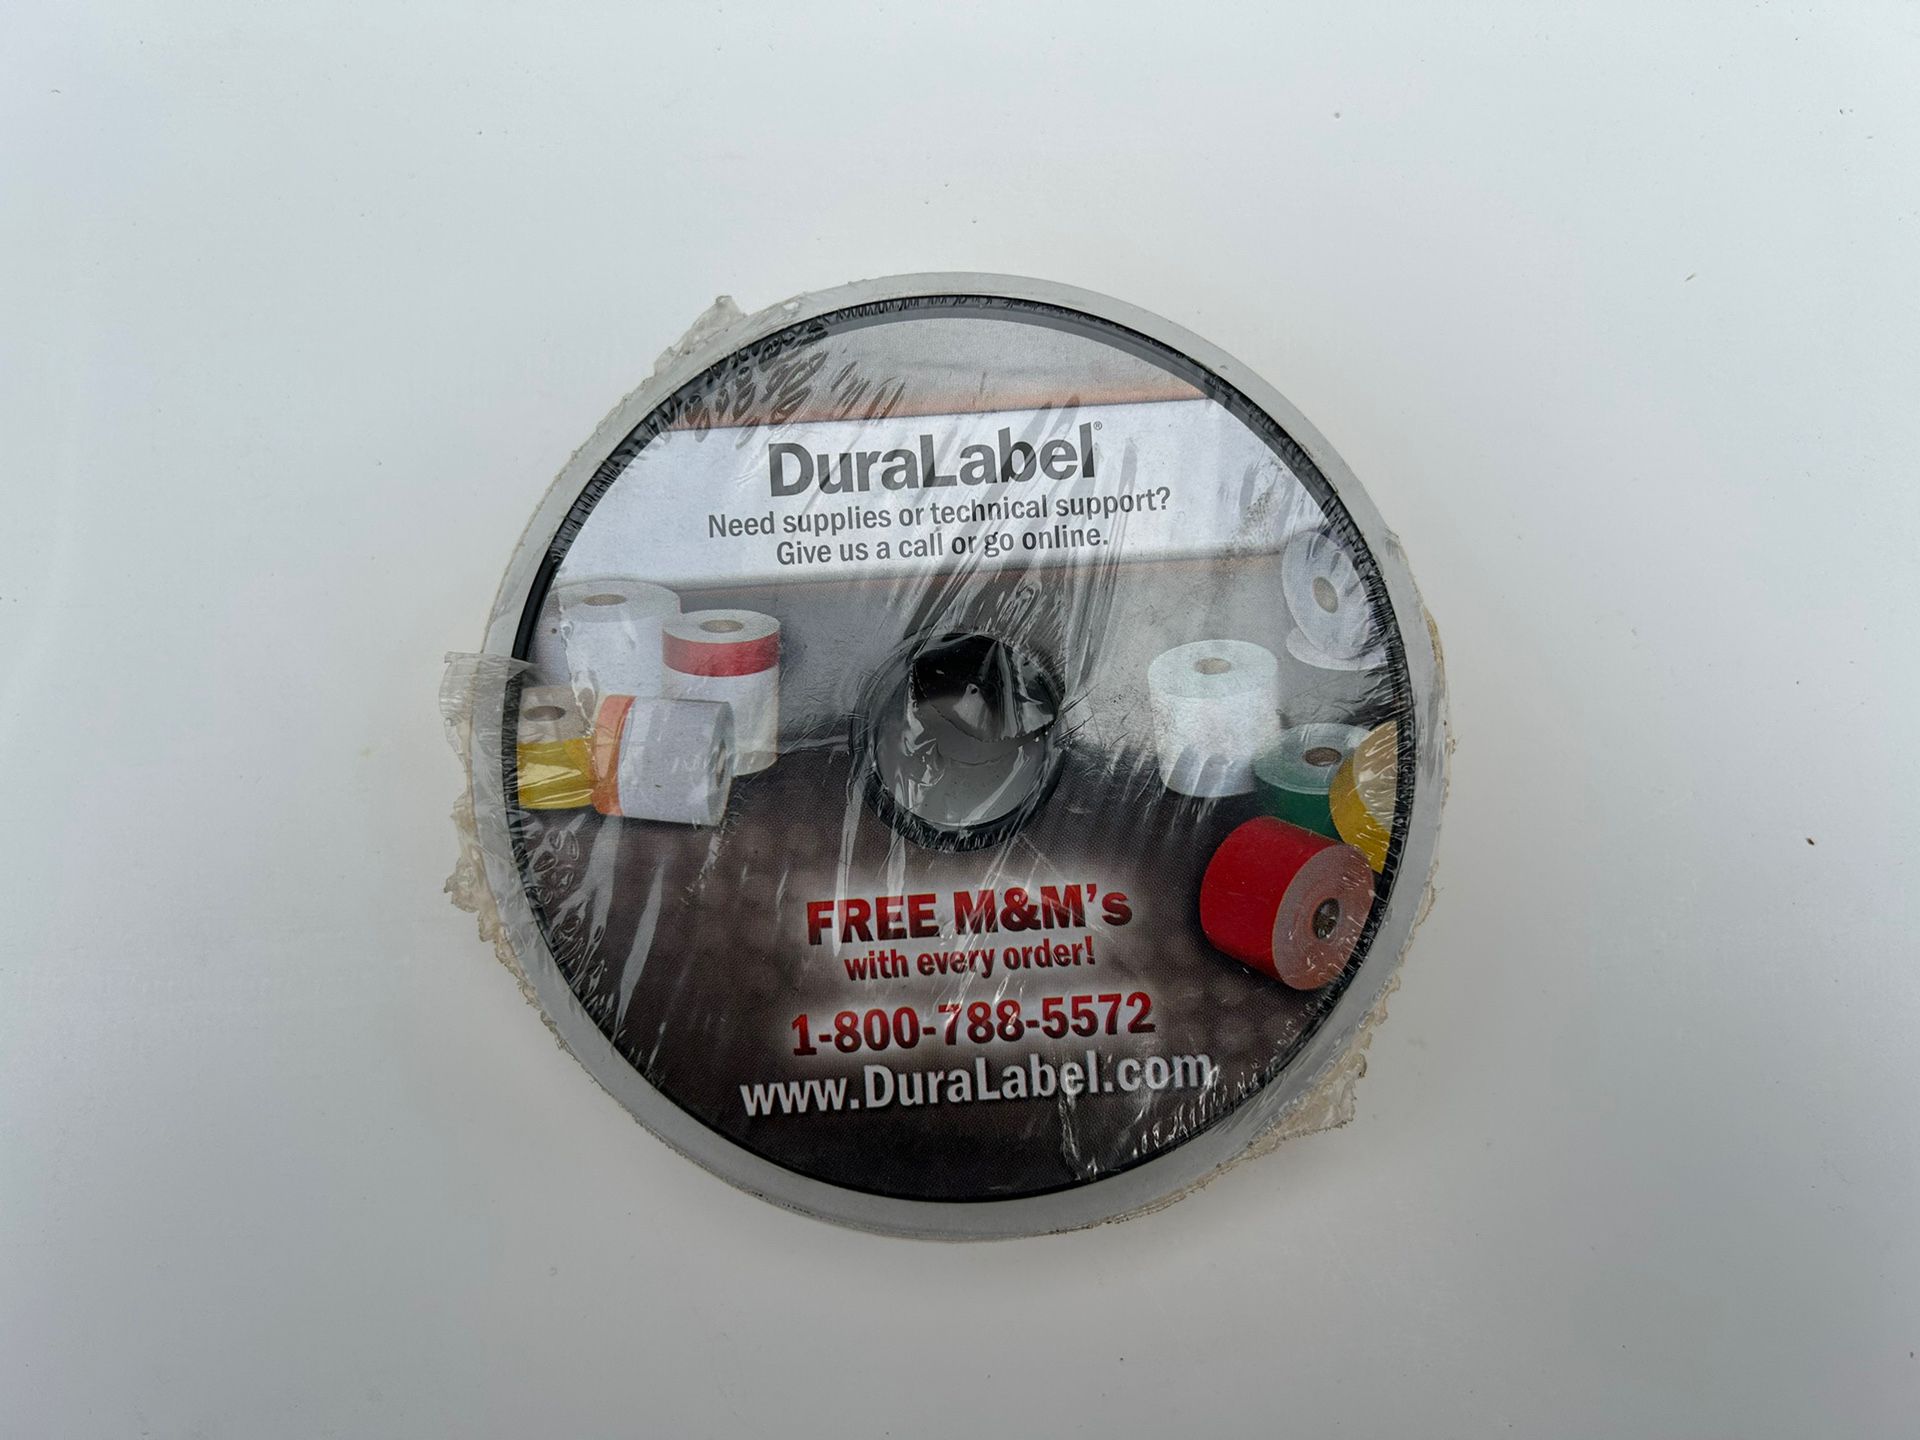 DuraLabel®
Need supplies or technical support?
Give us a call or go online.
FREE M&M's
with every order!
1-800-788-5572
www.DuraLabel.com